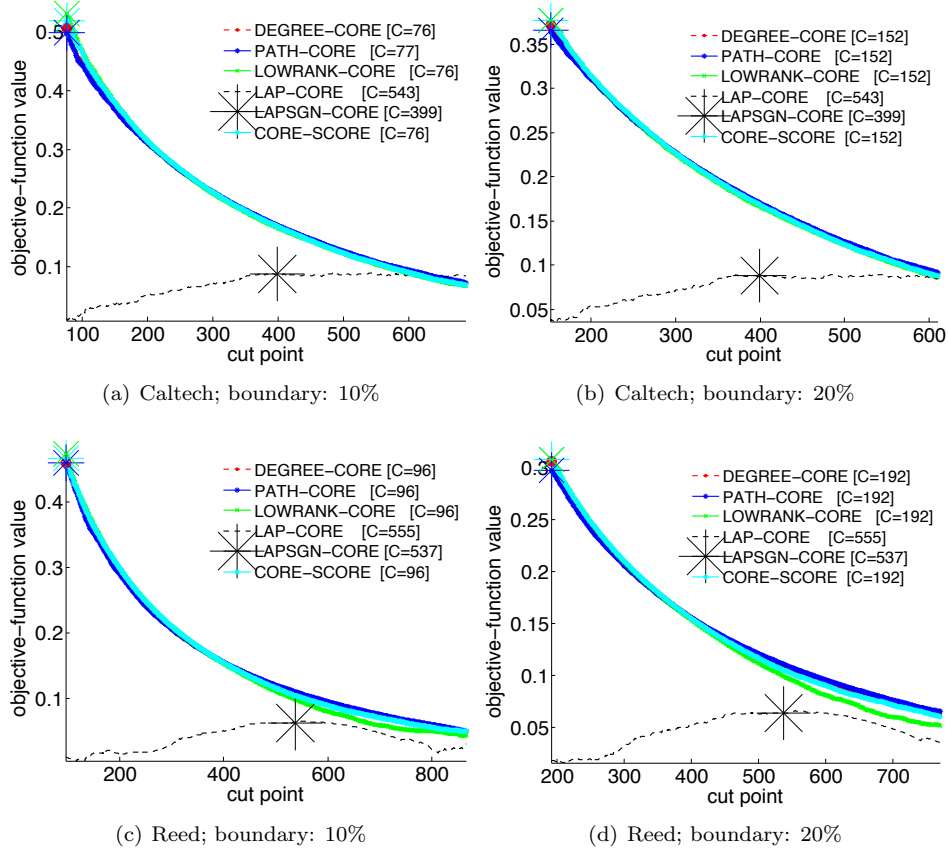 objective−function value
0.5
0.4
0.3
0.2
0.1
DEGREE−CORE [C=76]
PATH−CORE [C=77]
LOWRANK−CORE [C=76]
LAP−CORE [C=543]
LAPSGN−CORE [C=399]
CORE−SCORE [C=76]
100 200 300 400 500 600
cut point
(a) Caltech; boundary: 10%
objective−function value
0.35
0.3
0.25
0.2
0.15
0.1
0.05
DEGREE−CORE [C=152]
PATH−CORE [C=152]
LOWRANK−CORE [C=152]
LAP−CORE [C=543]
LAPSGN−CORE [C=399]
CORE−SCORE [C=152]
200 300 400 500 600
cut point
(b) Caltech; boundary: 20%
objective−function value
0.4
0.3
0.2
0.1
DEGREE−CORE [C=96]
PATH−CORE [C=96]
LOWRANK−CORE [C=96]
LAP−CORE [C=555]
LAPSGN−CORE [C=537]
CORE−SCORE [C=96]
200 400 600 800
cut point
(c) Reed; boundary: 10%
objective−function value
0.3
0.25
0.2
0.15
0.1
0.05
DEGREE−CORE [C=192]
PATH−CORE [C=192]
LOWRANK−CORE [C=192]
LAP−CORE [C=555]
LAPSGN−CORE [C=537]
CORE−SCORE [C=192]
200 300 400 500 600 700
cut point
(d) Reed; boundary: 20%